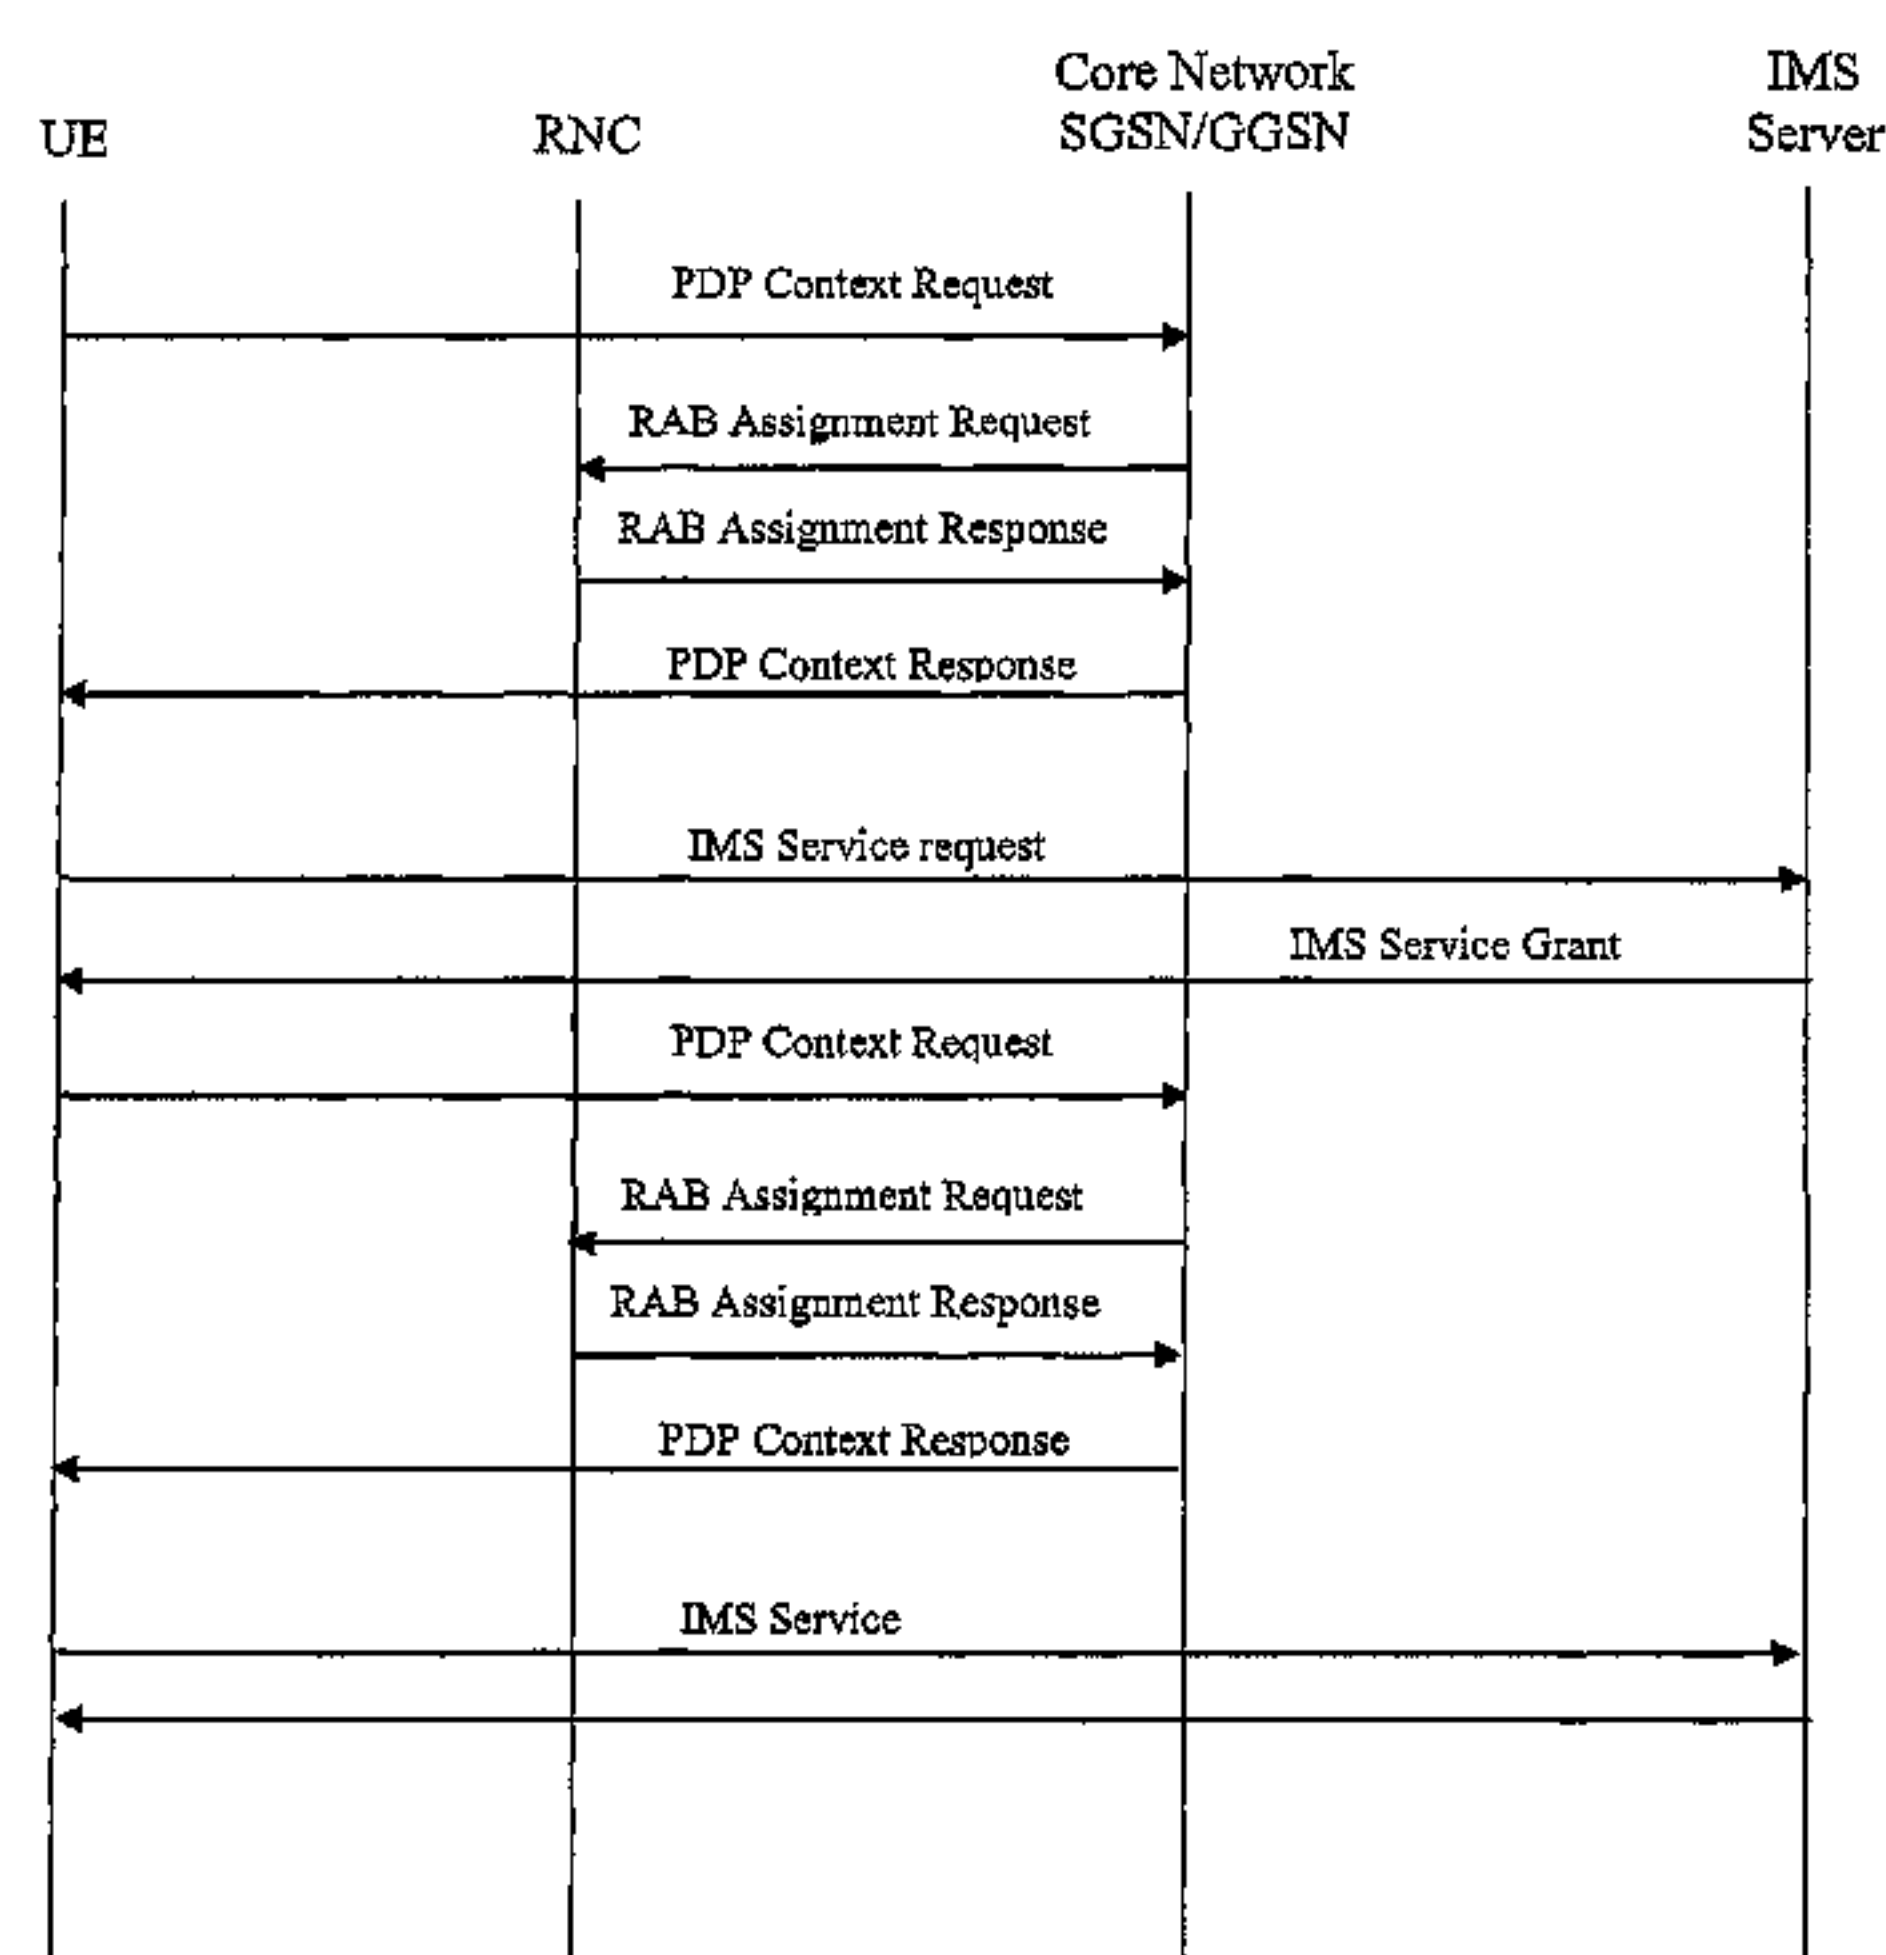 UE
RNC
Core Network
SGSN/GGSN
IMS
Server
PDP Context Request
RAB Assignment Request
RAB Assignment Response
PDP Context Response
IMS Service request
IMS Service Grant
PDP Context Request
RAB Assignment Request
RAB Assignment Response
PDP Context Response
IMS Service